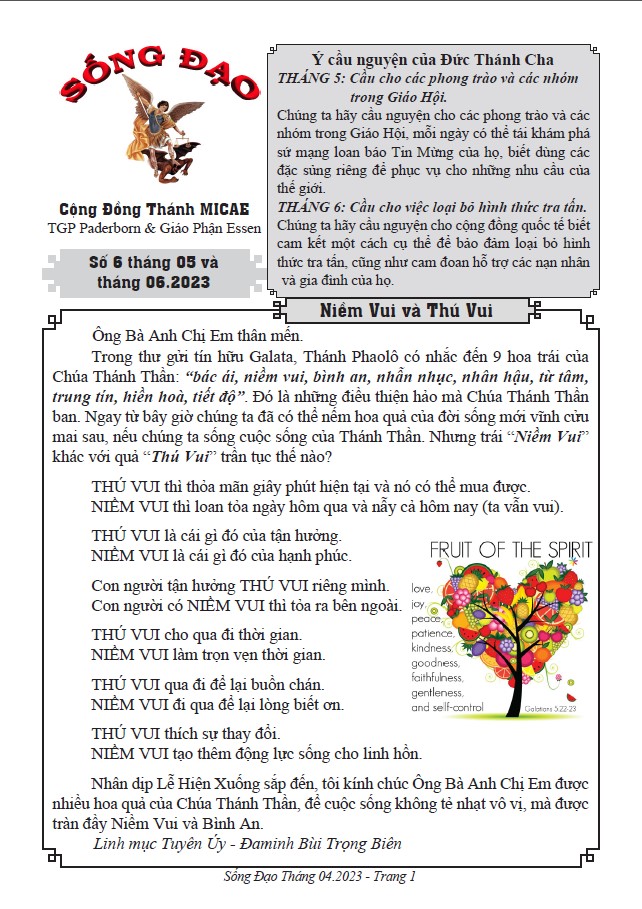 SỐNG ĐẠO
Cộng Đồng Thánh MICAE
TGP Paderborn & Giáo Phận Essen
Số 6 tháng 05 và
tháng 06.2023
Ý cầu nguyện của Đức Thánh Cha
THÁNG 5: Cầu cho các phong trào và các nhóm
trong Giáo Hội.
Chúng ta hãy cầu nguyện cho các phong trào và các
nhóm trong Giáo Hội, mỗi ngày có thể tái khám phá
sứ mạng loan báo Tin Mừng của họ, biết dùng các
đặc sủng riêng để phục vụ cho những nhu cầu của
thế giới.
THÁNG 6: Cầu cho việc loại bỏ hình thức tra tấn.
Chúng ta hãy cầu nguyện cho cộng đồng quốc tế biết
cam kết một cách cụ thể để bảo đảm loại bỏ hình
thức tra tấn, cũng như cam đoan hỗ trợ các nạn nhân
và gia đình của họ.
Niềm Vui và Thú Vui
Ông Bà Anh Chị Em thân mến.
Trong thư gửi tín hữu Galata, Thánh Phaolô có nhắc đến 9 hoa trái của
Chúa Thánh Thần: “bác ái, niềm vui, bình an, nhẫn nhục, nhân hậu, từ tâm,
trung tín, hiền hoà, tiết độ”. Đó là những điều thiện hảo mà Chúa Thánh Thần
ban. Ngay từ bây giờ chúng ta đã có thể nếm hoa quả của đời sống mới vĩnh cửu
mai sau, nếu chúng ta sống cuộc sống của Thánh Thần. Nhưng trái “Niềm Vui”
khác với quả “Thú Vui” trần tục thế nào?
THÚ VUI thì thỏa mãn giây phút hiện tại và nó có thể mua được.
NIỀM VUI thì loan tỏa ngày hôm qua và nẫy cả hôm nay (ta vẫn vui).
THÚ VUI là cái gì đó của tận hưởng.
NIỀM VUI là cái gì đó của hạnh phúc.
Con người tận hưởng THÚ VUI riêng mình.
Con người có NIỀM VUI thì tỏa ra bên ngoài.
THÚ VUI cho qua đi thời gian.
NIỀM VUI làm trọn vẹn thời gian.
THÚ VUI qua đi để lại buồn chán.
NIỀM VUI đi qua để lại lòng biết ơn.
THÚ VUI thích sự thay đổi.
NIỀM VUI tạo thêm động lực sống cho linh hồn.
FRUIT OF THE SPIRIT
love,
joy,
peace,
patience,
kindness,
goodness,
faithfulness,
gentleness,
and self-control
Galatians 5:22-23
Nhân dịp Lễ Hiện Xuống sắp đến, tôi kính chúc Ông Bà Anh Chị Em được
nhiều hoa quả của Chúa Thánh Thần, để cuộc sống không tẻ nhạt vô vị, mà được
tràn đầy Niềm Vui và Bình An.
Linh mục Tuyên Úy - Đaminh Bùi Trọng Biên
Sống Đạo Tháng 04.2023 - Trang 1